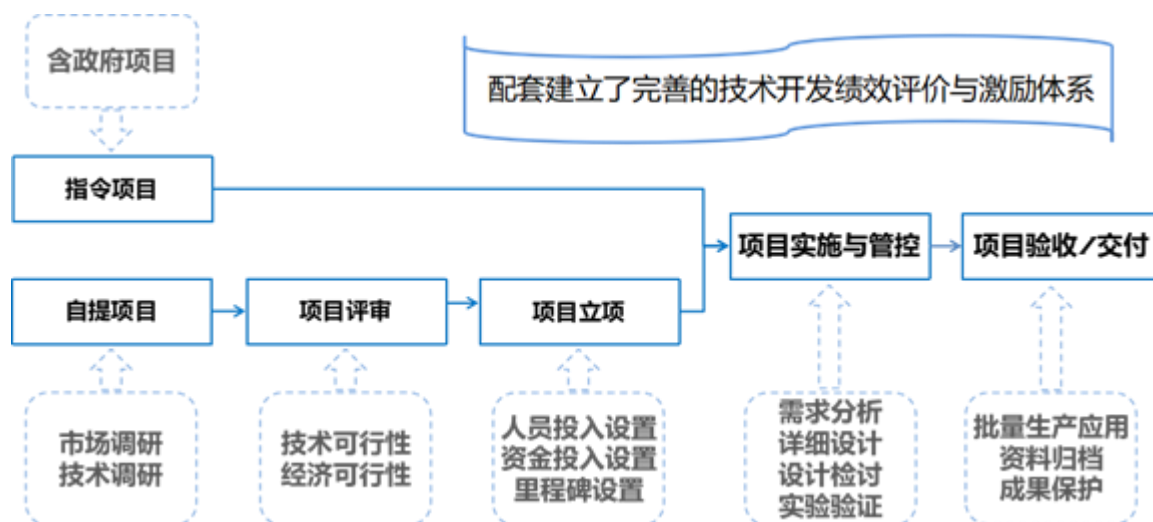 含政府项目
配套建立了完善的技术开发绩效评价与激励体系
指令项目
项目实施与管控
项目验收/交付
自提项目
项目评审
项目立项
市场调研
技术调研
技术可行性
经济可行性
人员投入设置
资金投入设置
里程碑设置
需求分析
详细设计
设计检讨
实验验证
批量生产应用
资料归档
成果保护